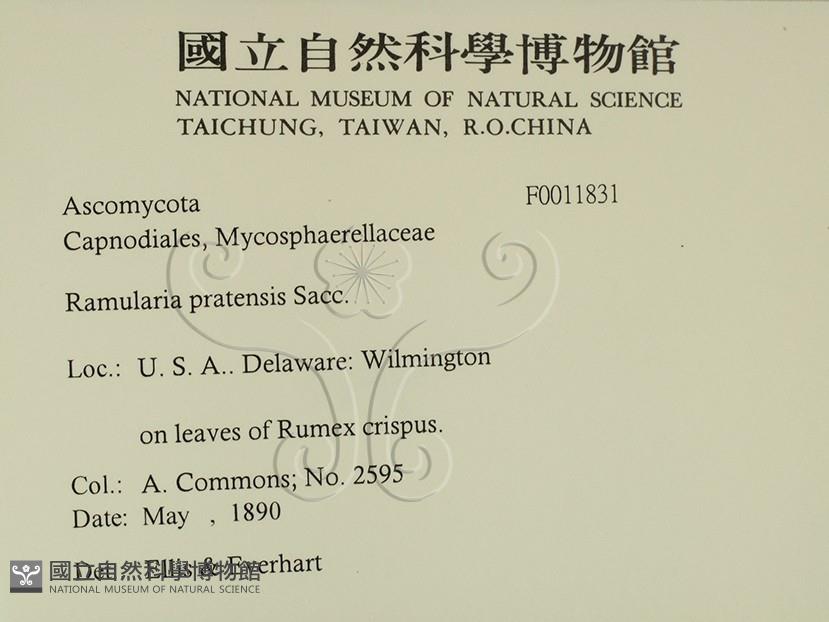 國立自然科學博物館
NATIONAL MUSEUM OF NATURAL SCIENCE
TAICHUNG, TAIWAN, R.O.CHINA
Ascomycota F0011831
Capnodiales, Mycosphaerellaceae
Ramularia pratensis Sacc.
Loc.: U. S. A.. Delaware: Wilmington
on leaves of Rumex crispus.
Col.: A. Commons; No. 2595
Date: May , 1890
Det.: Ellis & Everhart
國立自然科學博物館
NATIONAL MUSEUM OF NATURAL SCIENCE